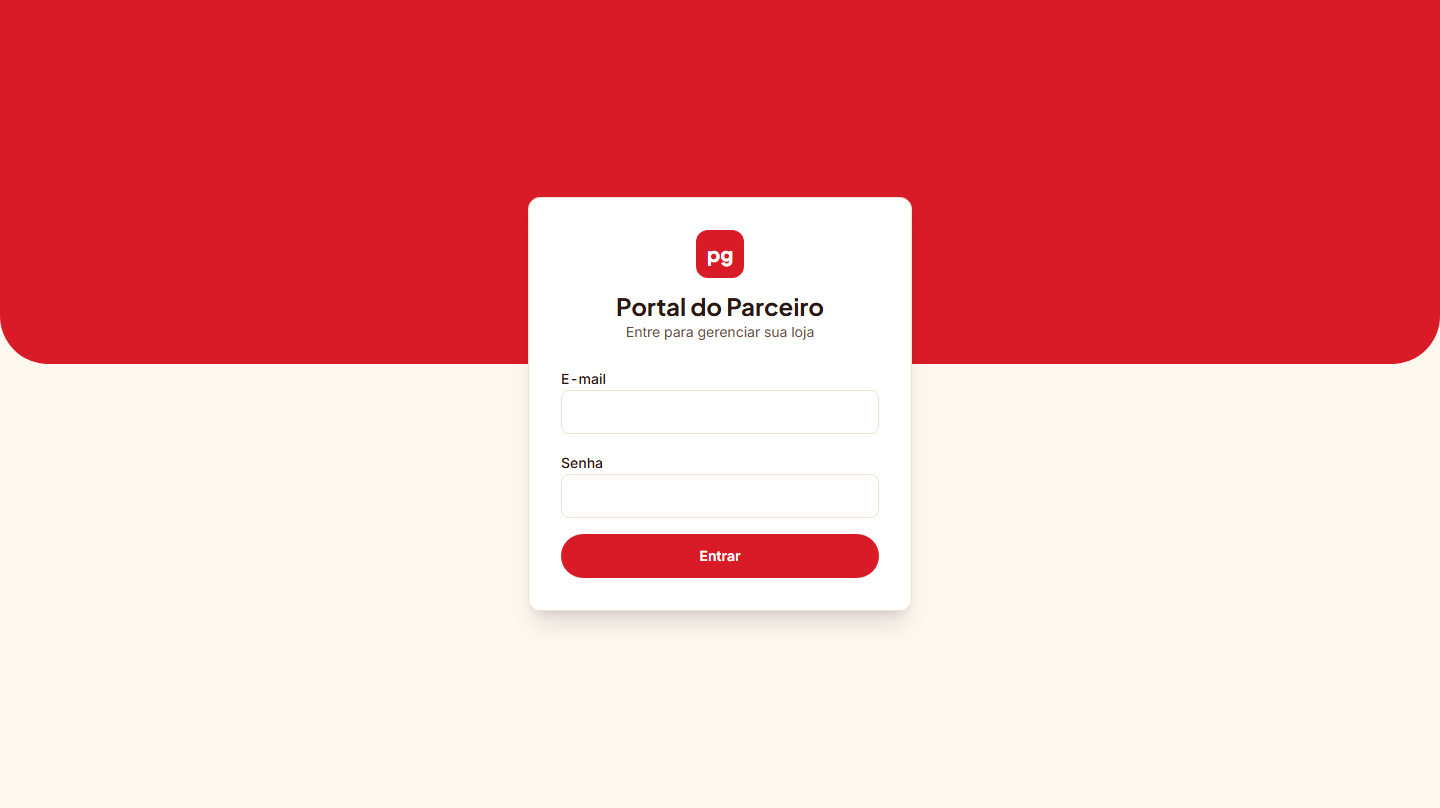 pg
Portal do Parceiro
Entre para gerenciar sua loja
E-mail
Senha
Entrar